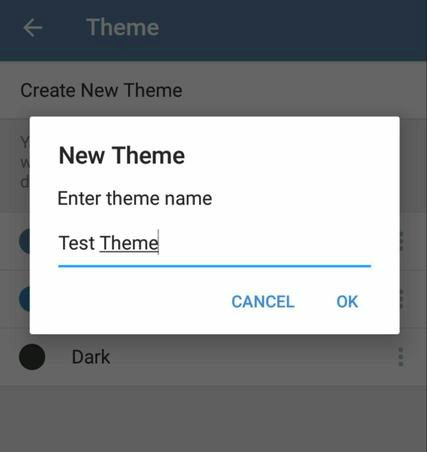 Theme
Create New Theme
Y
w
d
New Theme
Enter theme name
Test Theme
CANCEL
OK
Dark